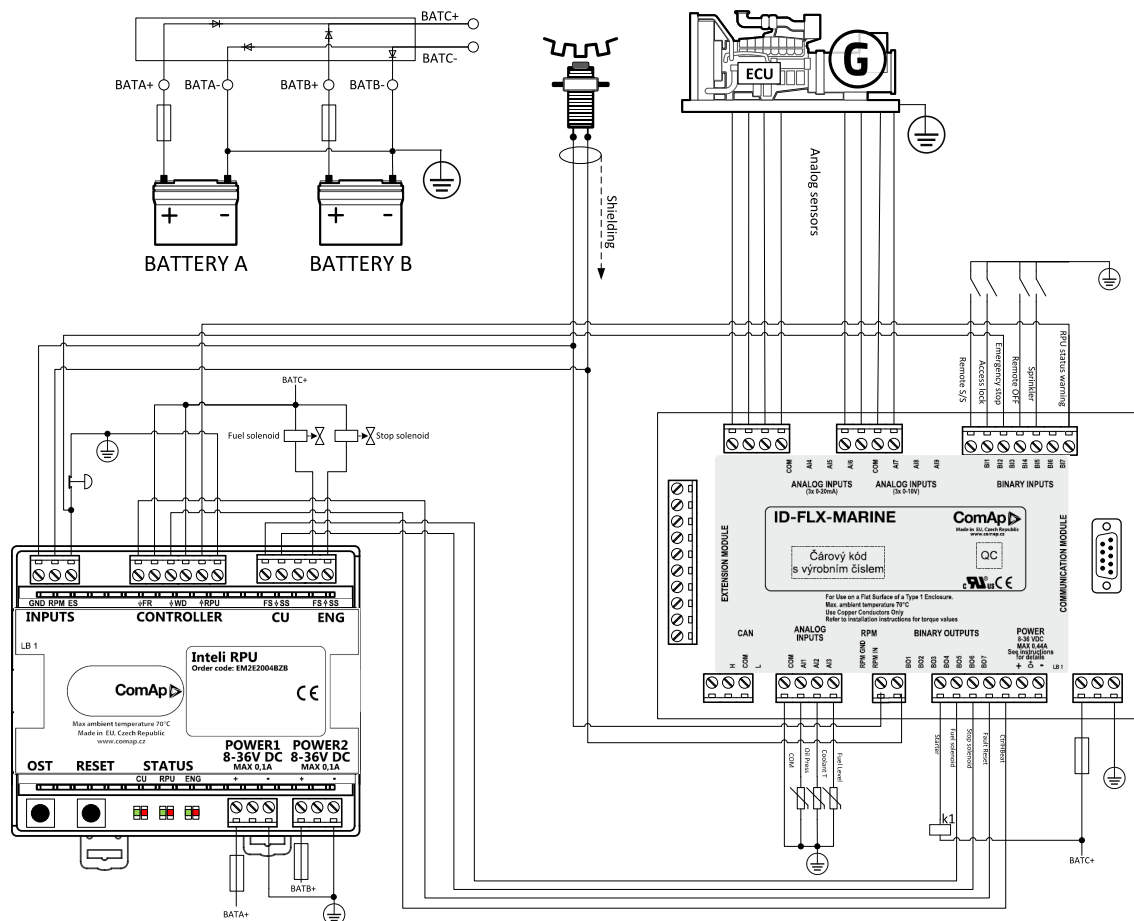 BATC+
BATC-
BATA+
BATA-
BATB+
BATB-
+ -
+ -
BATTERY A
BATTERY B
Shielding
ECU
G
Analog sensors
Remote S/S
Access lock
Emergency stop
Remote OFF
Sprinkler
RPU status warning
BATC+
Fuel solenoid
Stop solenoid
COM
AI4
AI5
AI6
COM
AI7
AI8
AI9
BI1
BI2
BI3
BI4
BI5
BI6
BI7
ANALOG INPUTS
(3x 0-20mA)
ANALOG INPUTS
(3x 0-10V)
BINARY INPUTS
ID-FLX-MARINE
ComAp
Made in EU, Czech Republic
www.comap.cz
Čárový kód
s výrobním číslem
QC
c RU us CE
EXTENSION MODULE
COMMUNICATION MODULE
For Use on a Flat Surface of a Type 1 Enclosure.
Max. ambient temperature 70°C
Use Copper Conductors Only
Refer to installation instructions for torque values
CAN
ANALOG
INPUTS
RPM
BINARY OUTPUTS
POWER
8-36 VDC
MAX 0,44A
See instructions
for details
H
COM
L
COM
AI1
AI2
AI3
RPM GND
RPM IN
BO1
BO2
BO3
BO4
BO5
BO6
BO7
+
D+
-
LB 1
COM
Oil Press
Coolant T
Fuel Level
Starter
Fuel solenoid
Stop solenoid
Fault Reset
CtrlHBeat
k1
BATC+
GND RPM ES
FR
WD
RPU
FS SS
FS SS
INPUTS
CONTROLLER
CU
ENG
LB 1
Inteli RPU
Order code: EM2E2004BZB
ComAp
CE
Max ambient temperature 70°C
Made in EU, Czech Republic
www.comap.cz
OST
RESET
STATUS
CU RPU ENG
POWER1
8-36V DC
MAX 0,1A
+ -
POWER2
8-36V DC
MAX 0,1A
+ -
BATA+
BATB+